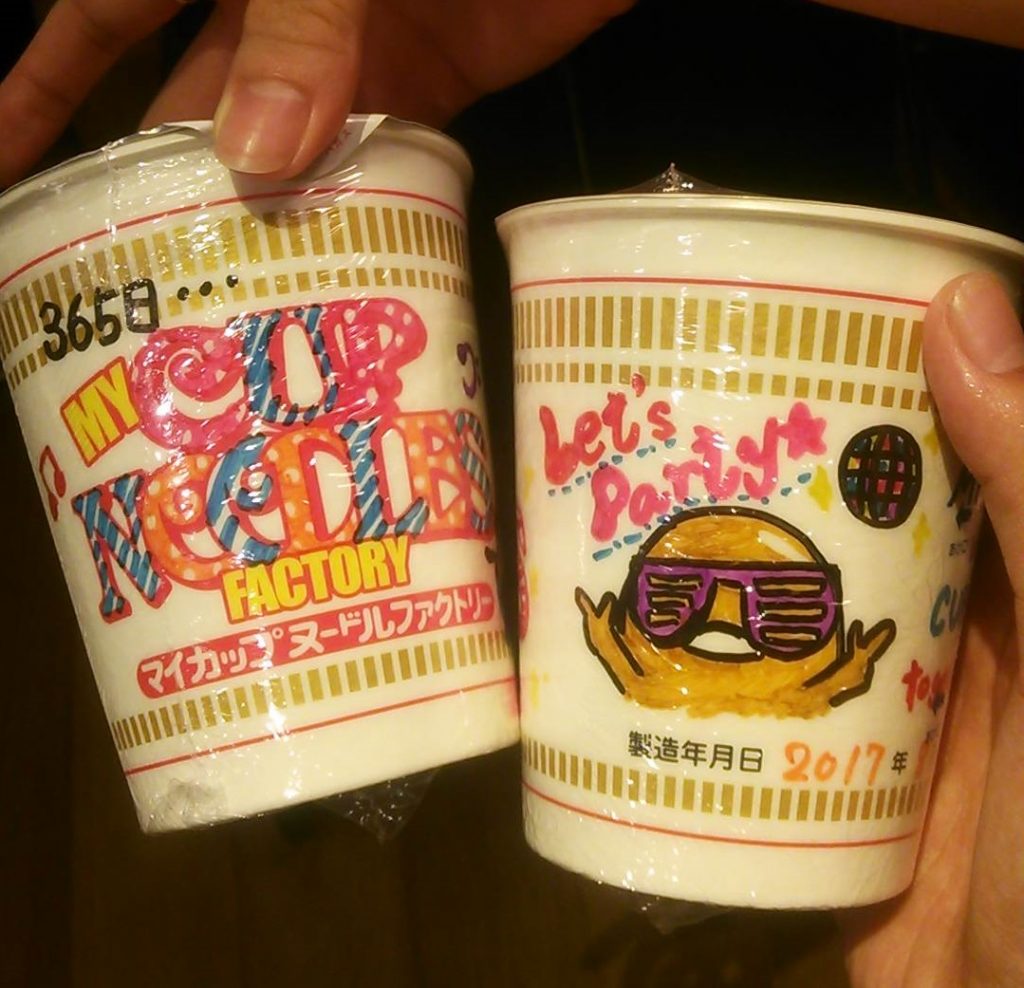 365日...
MY CUP
NOODLES
FACTORY
マイカップヌードルファクトリー
Let's
Party
製造年月日 2017年